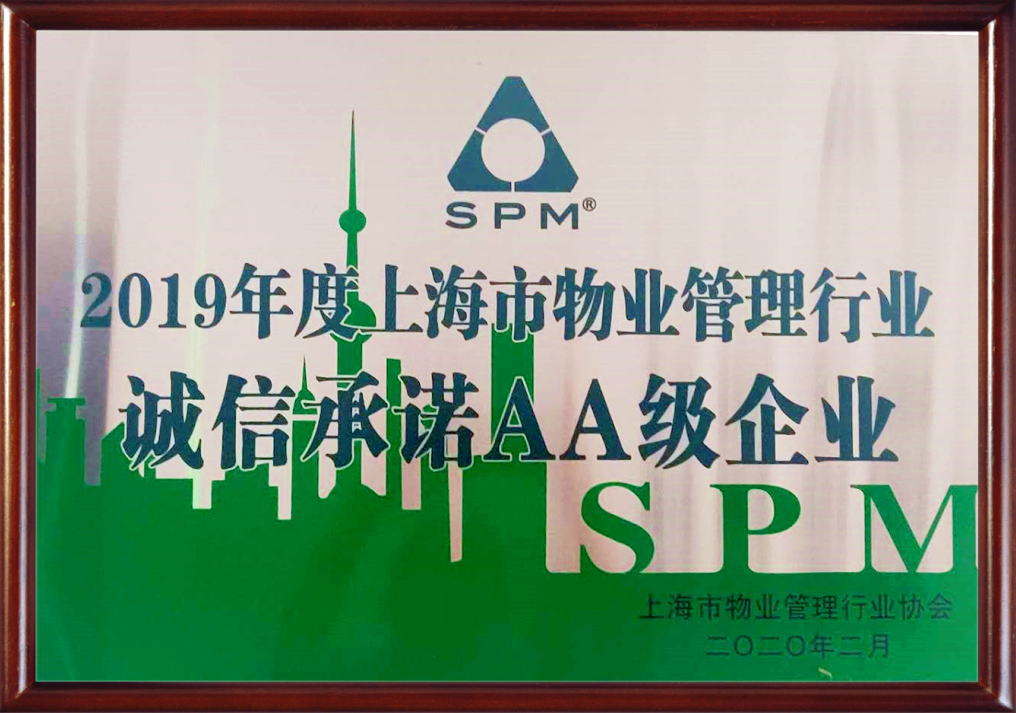 SPM®
2019年度上海市物业管理行业
诚信承诺AA级企业
SPM
上海市物业管理行业协会
二〇二〇年二月